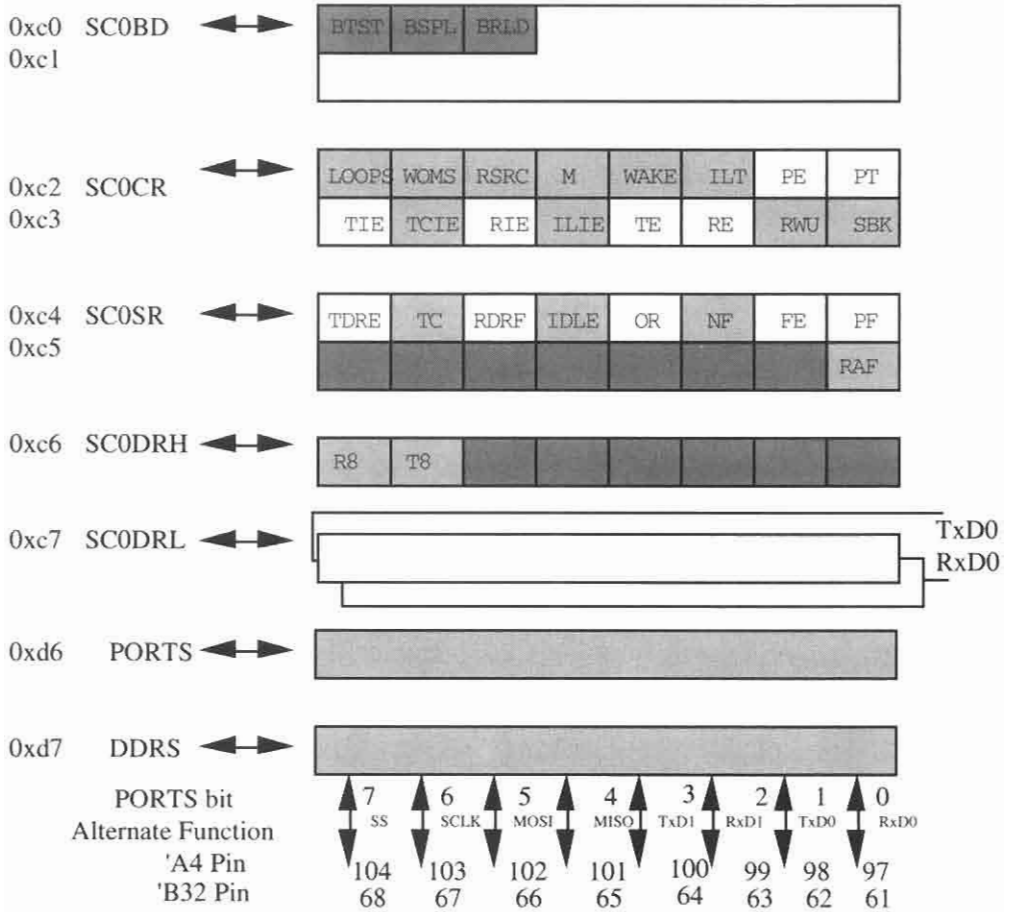 0xc0 SC0BD BTST BSPL BRLD
0xc1
0xc2 SC0CR LOOPS WOMS RSRC M WAKE ILT PE PT
0xc3 TIE TCIE RIE ILIE TE RE RWU SBK
0xc4 SC0SR TDRE TC RDRF IDLE OR NF FE PF
0xc5 RAF
0xc6 SC0DRH R8 T8
0xc7 SC0DRL TxD0
RxD0
0xd6 PORTS
0xd7 DDRS
PORTS bit 7 6 5 4 3 2 1 0
Alternate Function SS SCLK MOSI MISO TxD1 RxD1 TxD0 RxD0
'A4 Pin 104 103 102 101 100 99 98 97
'B32 Pin 68 67 66 65 64 63 62 61